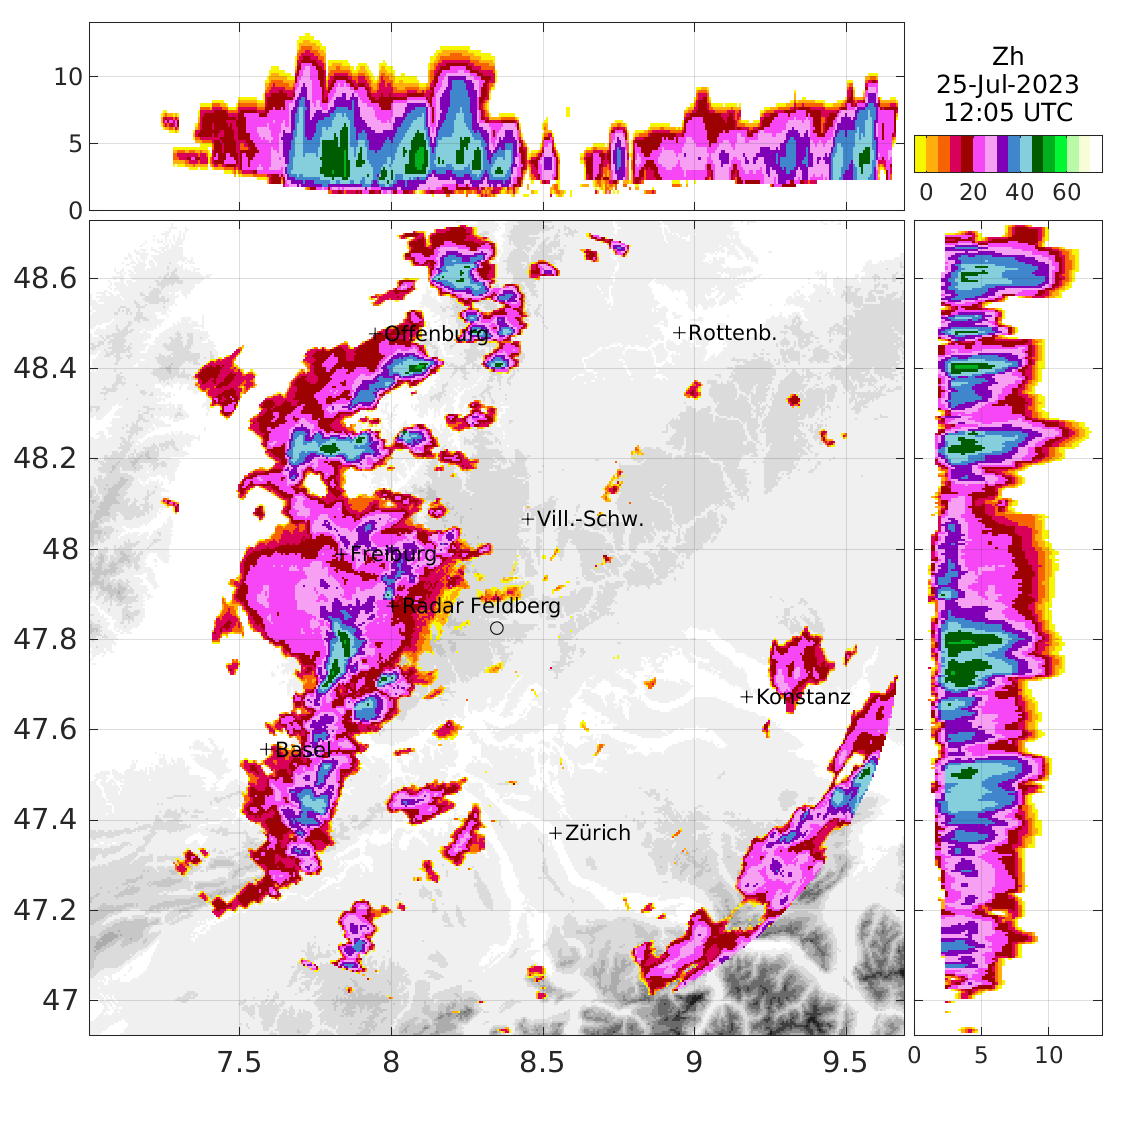 10
5
0
Zh
25-Jul-2023
12:05 UTC
0 20 40 60
48.6
48.4
48.2
48
47.8
47.6
47.4
47.2
47
Offenburg
Rottenb.
Vill.-Schw.
Freiburg
Radar Feldberg
Konstanz
Basel
Zürich
7.5 8 8.5 9 9.5
0 5 10